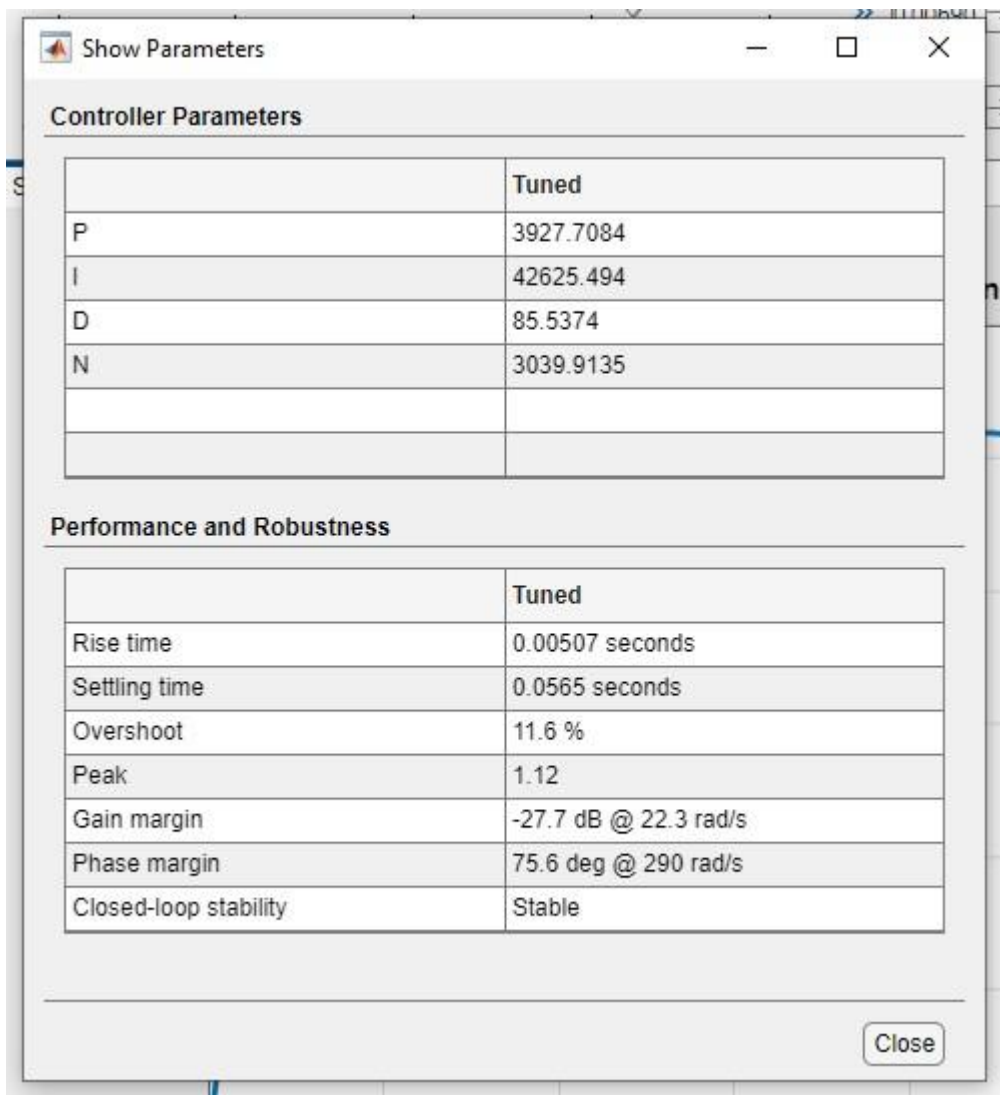 Show Parameters
Controller Parameters
Tuned
P 3927.7084
I 42625.494
D 85.5374
N 3039.9135
Performance and Robustness
Tuned
Rise time 0.00507 seconds
Settling time 0.0565 seconds
Overshoot 11.6 %
Peak 1.12
Gain margin -27.7 dB @ 22.3 rad/s
Phase margin 75.6 deg @ 290 rad/s
Closed-loop stability Stable
Close